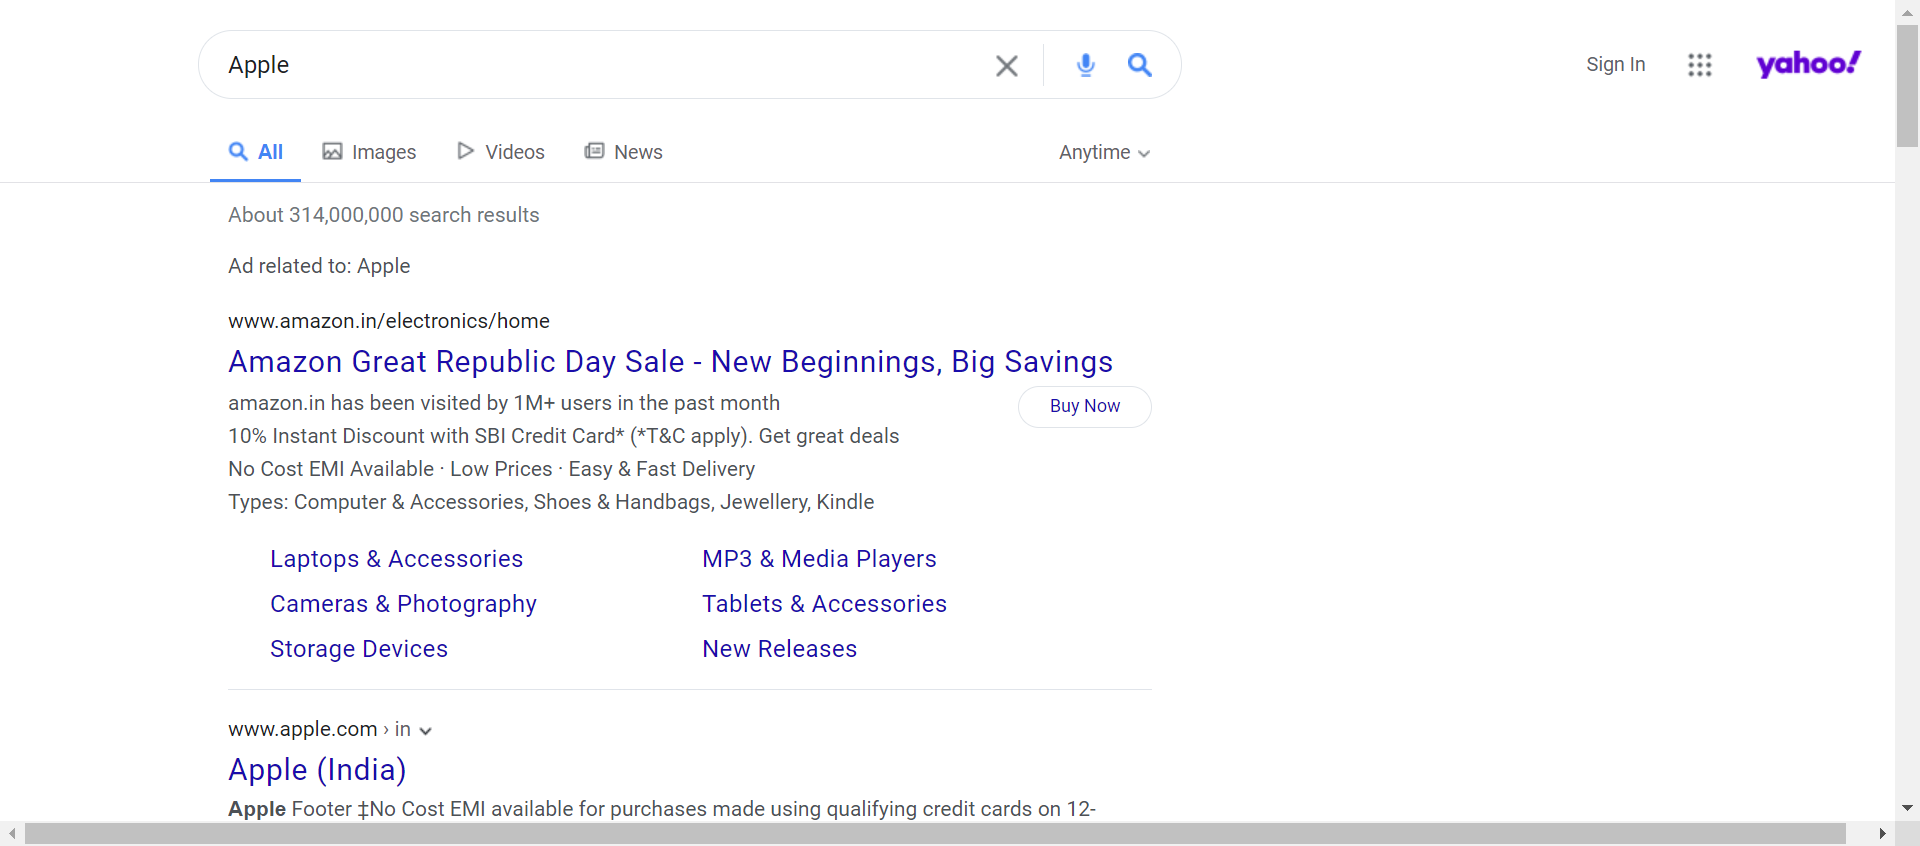 Apple
Sign In
yahoo!
All
Images
Videos
News
Anytime
About 314,000,000 search results
Ad related to: Apple
www.amazon.in/electronics/home
Amazon Great Republic Day Sale - New Beginnings, Big Savings
amazon.in has been visited by 1M+ users in the past month
Buy Now
10% Instant Discount with SBI Credit Card* (*T&C apply). Get great deals
No Cost EMI Available · Low Prices · Easy & Fast Delivery
Types: Computer & Accessories, Shoes & Handbags, Jewellery, Kindle
Laptops & Accessories
MP3 & Media Players
Cameras & Photography
Tablets & Accessories
Storage Devices
New Releases
www.apple.com › in
Apple (India)
Apple Footer ‡No Cost EMI available for purchases made using qualifying credit cards on 12-